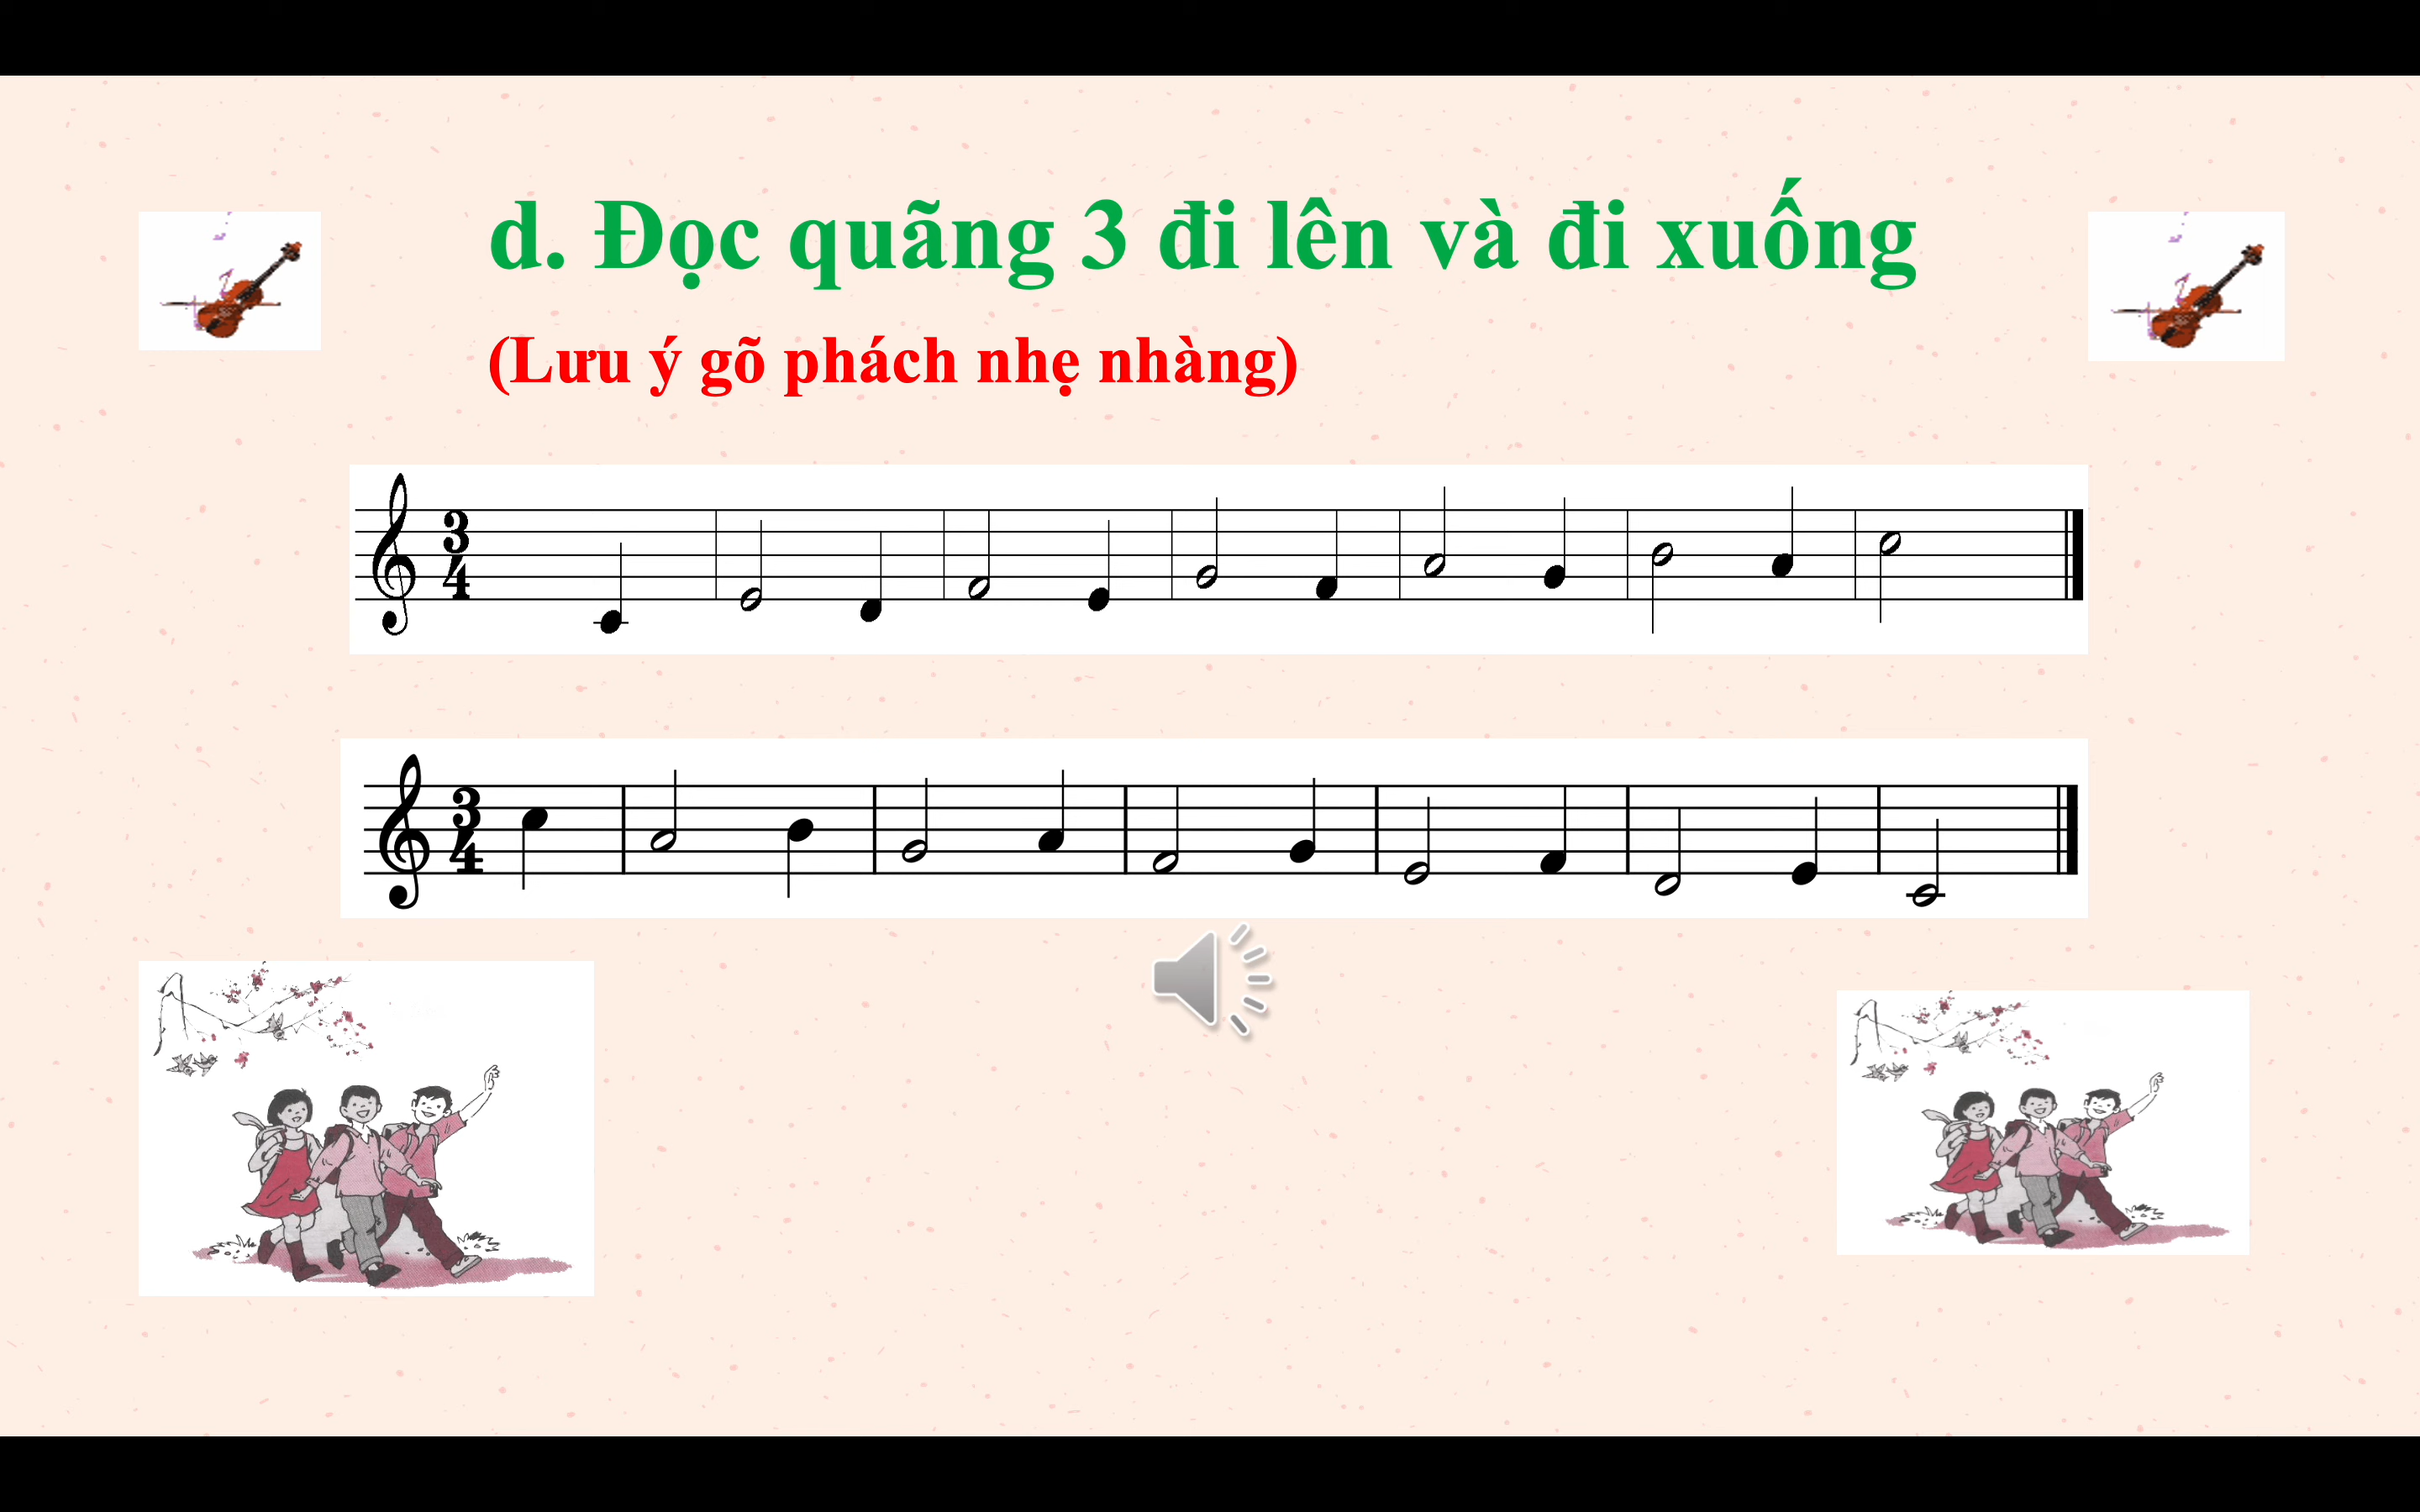 d. Đọc quãng 3 đi lên và đi xuống
(Lưu ý gõ phách nhẹ nhàng)
3
4
3
4